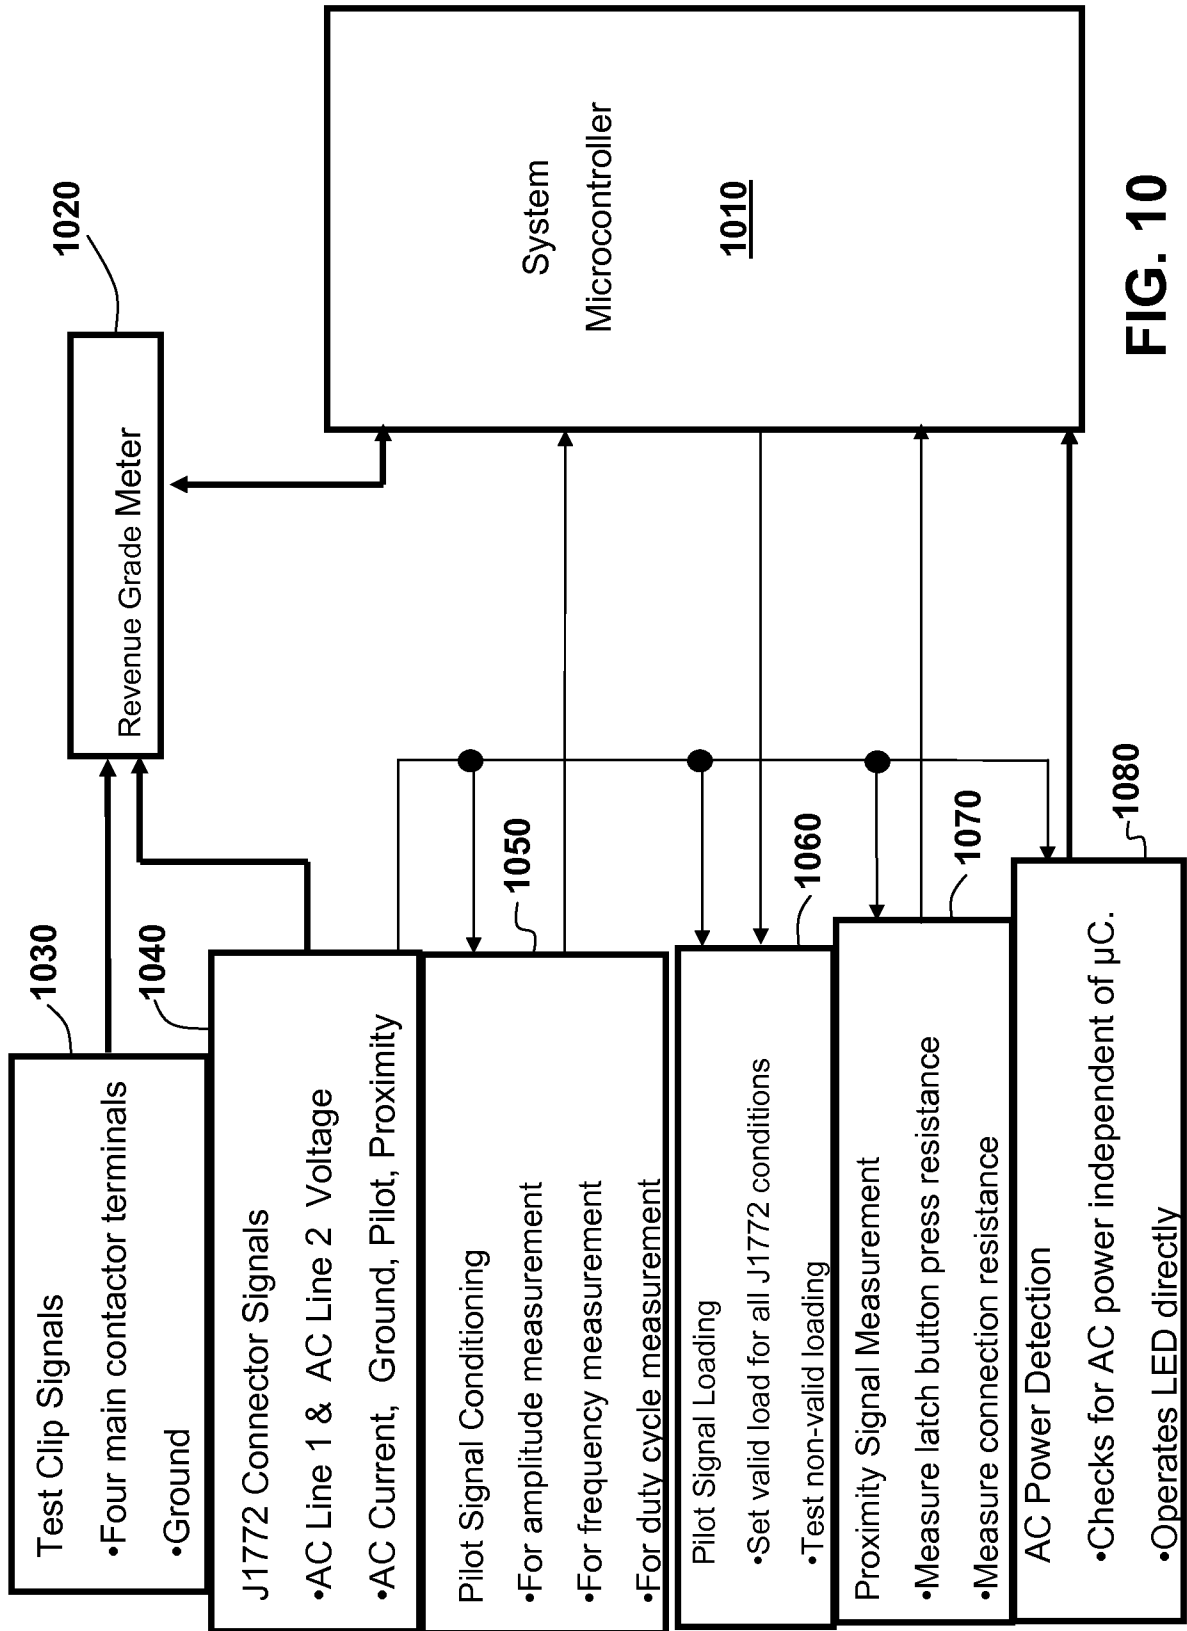 Test Clip Signals
•Four main contactor terminals
•Ground
1030
J1772 Connector Signals
•AC Line 1 & AC Line 2 Voltage
•AC Current, Ground, Pilot, Proximity
1040
Pilot Signal Conditioning
•For amplitude measurement
•For frequency measurement
•For duty cycle measurement
1050
Pilot Signal Loading
•Set valid load for all J1772 conditions
•Test non-valid loading
1060
Proximity Signal Measurement
•Measure latch button press resistance
•Measure connection resistance
1070
AC Power Detection
•Checks for AC power independent of µC.
•Operates LED directly
1080
Revenue Grade Meter
1020
System
Microcontroller
1010
FIG. 10